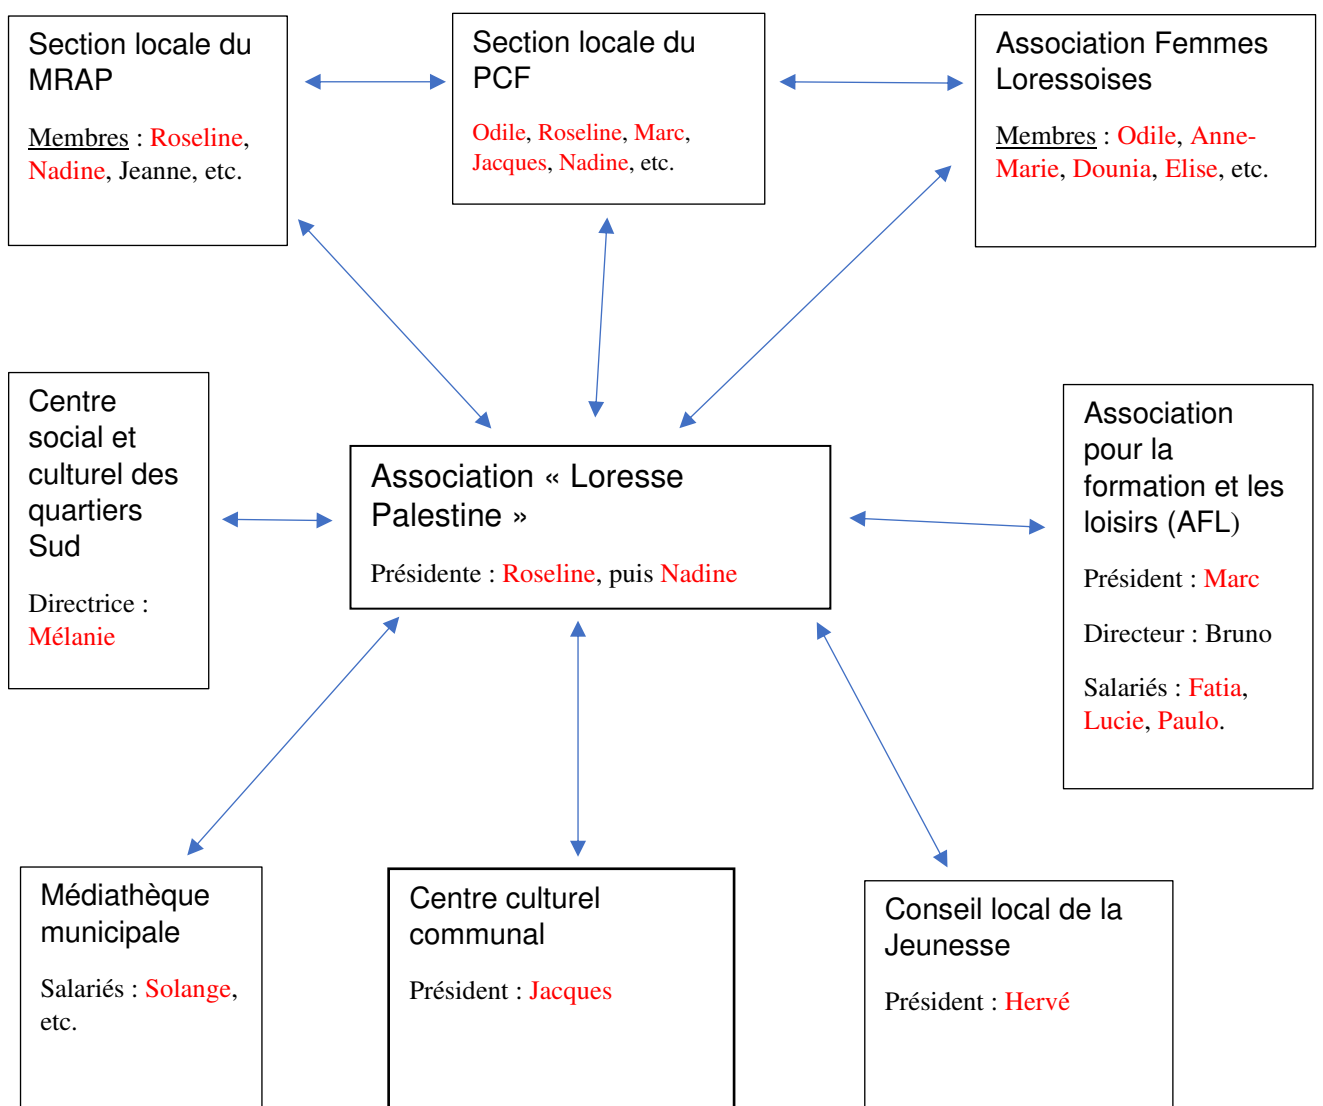 Section locale du
MRAP
Membres : Roseline,
Nadine, Jeanne, etc.
Section locale du
PCF
Odile, Roseline, Marc,
Jacques, Nadine, etc.
Association Femmes
Loressoises
Membres : Odile, Anne-
Marie, Dounia, Elise, etc.
Centre
social et
culturel des
quartiers
Sud
Directrice :
Mélanie
Association « Loresse
Palestine »
Présidente : Roseline, puis Nadine
Association
pour la
formation et les
loisirs (AFL)
Président : Marc
Directeur : Bruno
Salariés : Fatia,
Lucie, Paulo.
Médiathèque
municipale
Salariés : Solange,
etc.
Centre culturel
communal
Président : Jacques
Conseil local de la
Jeunesse
Président : Hervé